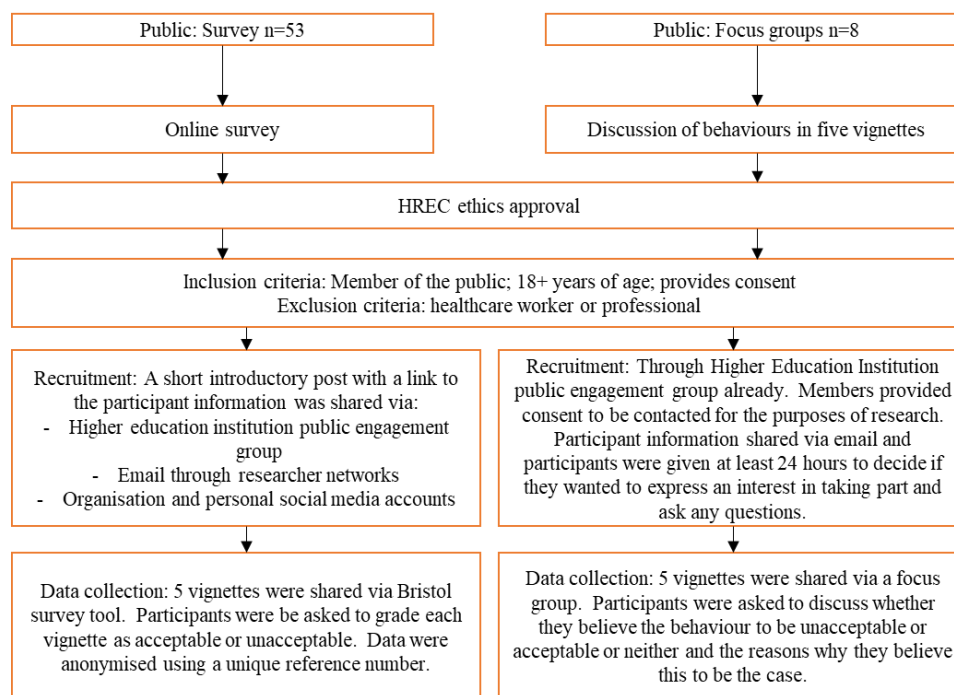 Public: Survey n=53
Public: Focus groups n=8
Online survey
Discussion of behaviours in five vignettes
HREC ethics approval
Inclusion criteria: Member of the public; 18+ years of age; provides consent
Exclusion criteria: healthcare worker or professional
Recruitment: A short introductory post with a link to
the participant information was shared via:
- Higher education institution public engagement
group
- Email through researcher networks
- Organisation and personal social media accounts
Recruitment: Through Higher Education Institution
public engagement group already. Members provided
consent to be contacted for the purposes of research.
Participant information shared via email and
participants were given at least 24 hours to decide if
they wanted to express an interest in taking part and
ask any questions.
Data collection: 5 vignettes were shared via Bristol
survey tool. Participants were be asked to grade each
vignette as acceptable or unacceptable. Data were
anonymised using a unique reference number.
Data collection: 5 vignettes were shared via a focus
group. Participants were asked to discuss whether
they believe the behaviour to be unacceptable or
acceptable or neither and the reasons why they believe
this to be the case.